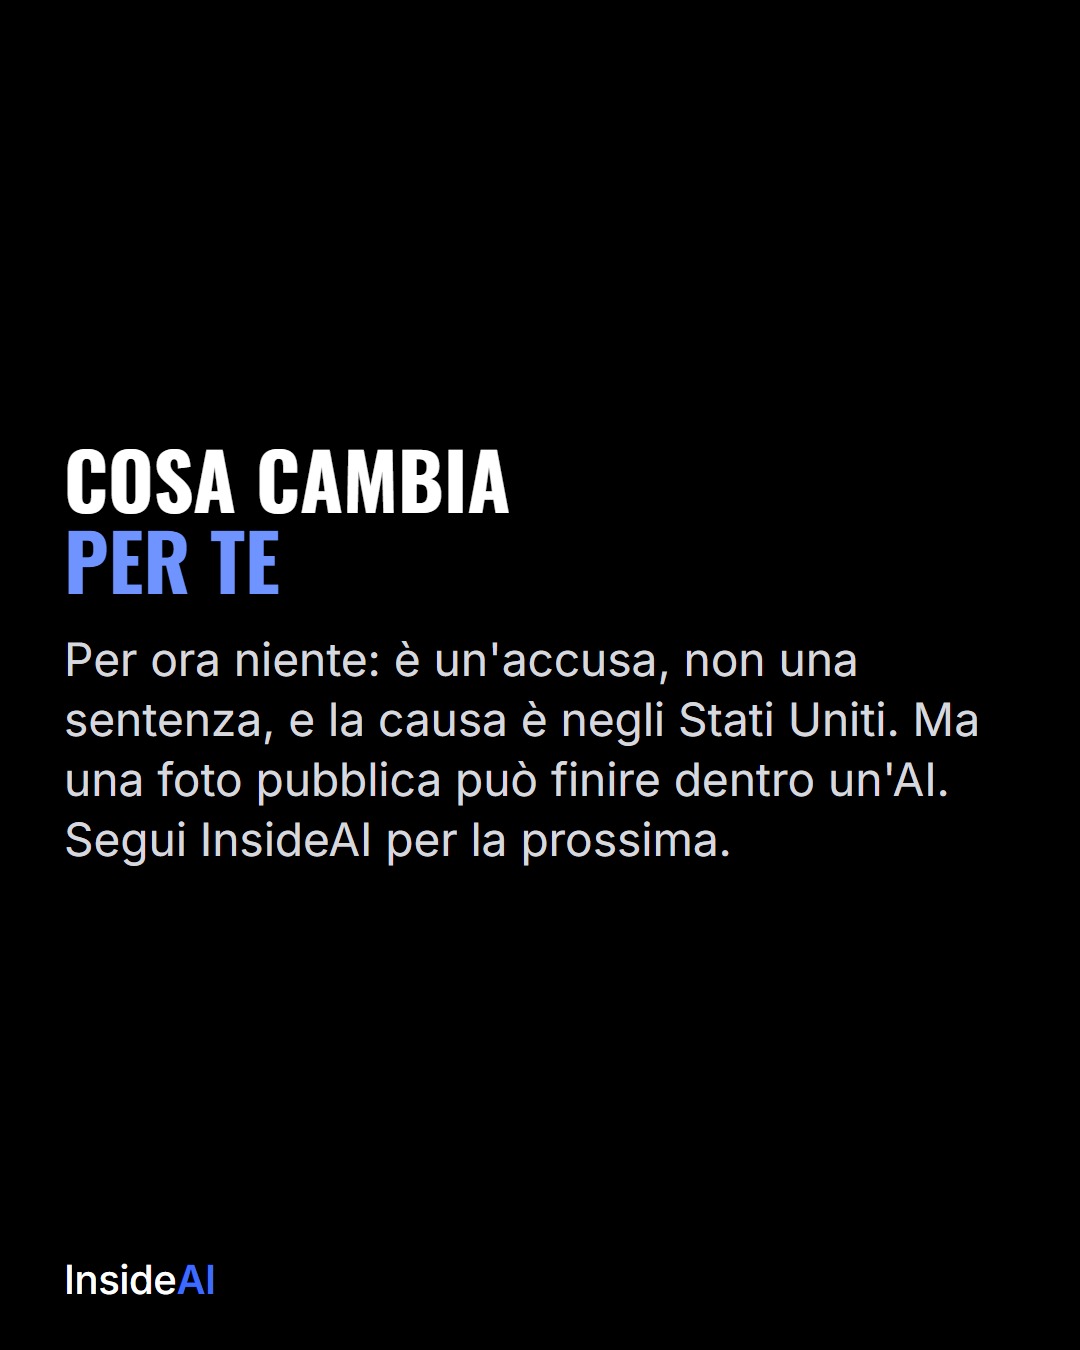 COSA CAMBIA
PER TE
Per ora niente: è un'accusa, non una
sentenza, e la causa è negli Stati Uniti. Ma
una foto pubblica può finire dentro un'AI.
Segui InsideAI per la prossima.
InsideAI